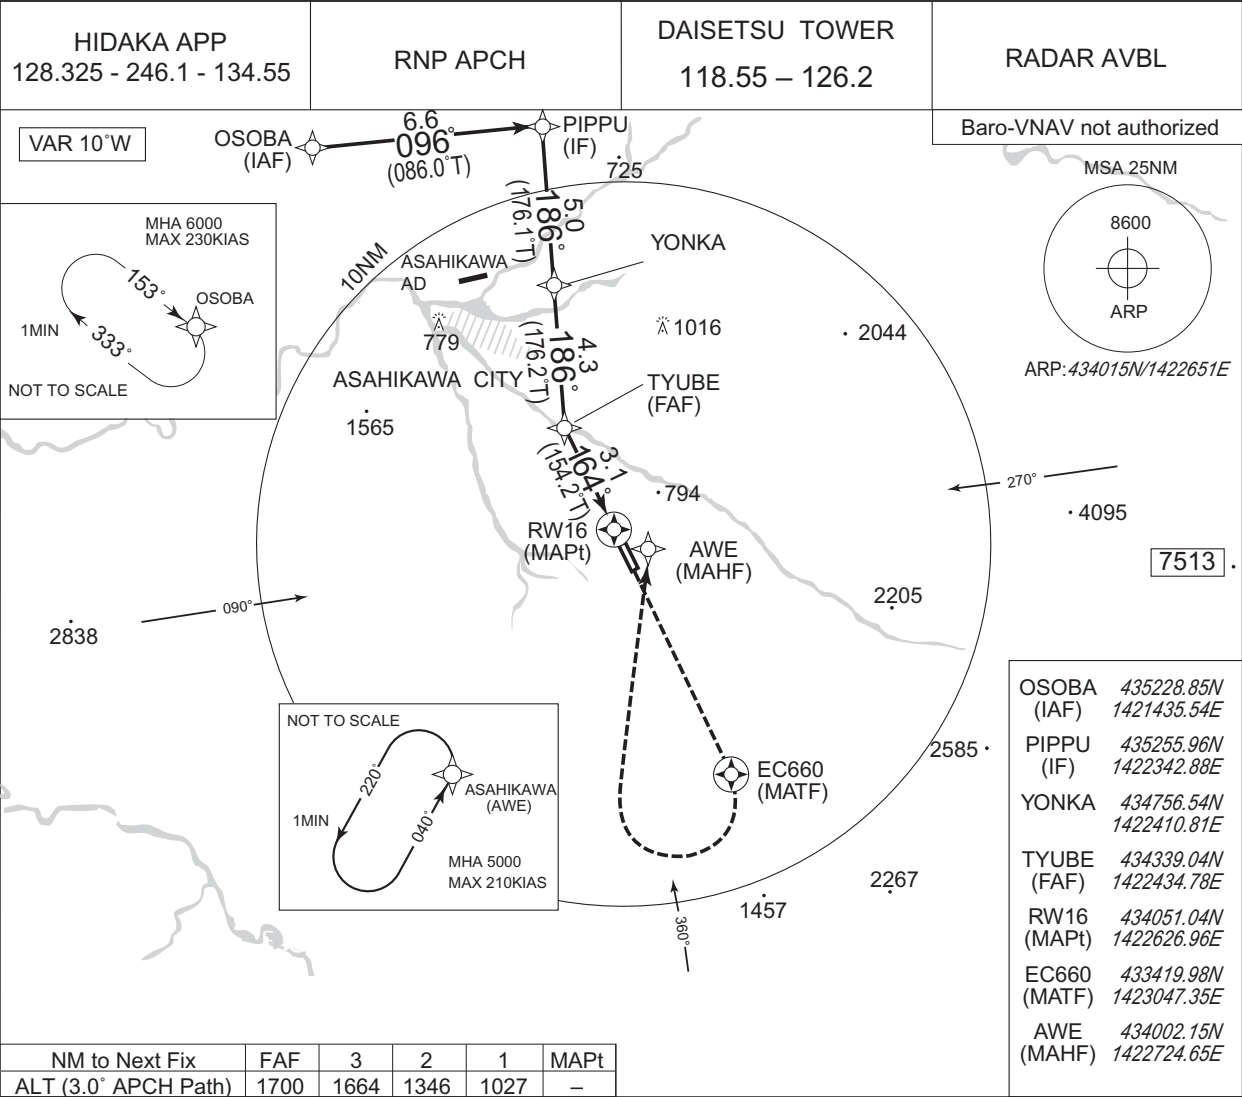 HIDAKA APP
128.325 - 246.1 - 134.55
RNP APCH
DAISETSU TOWER
118.55 – 126.2
RADAR AVBL
VAR 10˚W
Baro-VNAV not authorized
OSOBA
(IAF)
6.6
096˚
(086.0˚T)
PIPPU
(IF)
725
MSA 25NM
8600
ARP
ARP:434015N/1422651E
MHA 6000
MAX 230KIAS
153˚
OSOBA
1MIN
333˚
NOT TO SCALE
10NM
5.0
186˚
(176.1˚T)
YONKA
ASAHIKAWA
AD
779
1016
2044
ASAHIKAWA CITY
4.3
186˚
(176.2˚T)
TYUBE
(FAF)
1565
3.1
164˚
(154.2˚T)
794
270°
4095
RW16
(MAPt)
AWE
(MAHF)
7513
090°
2205
2838
2585
NOT TO SCALE
220°
ASAHIKAWA
(AWE)
1MIN
040°
MHA 5000
MAX 210KIAS
EC660
(MATF)
2267
1457
360°
OSOBA 435228.85N
(IAF) 1421435.54E
PIPPU 435255.96N
(IF) 1422342.88E
YONKA 434756.54N
1422410.81E
TYUBE 434339.04N
(FAF) 1422434.78E
RW16 434051.04N
(MAPt) 1422626.96E
EC660 433419.98N
(MATF) 1423047.35E
AWE 434002.15N
(MAHF) 1422724.65E
NM to Next Fix FAF 3 2 1 MAPt
ALT (3.0˚ APCH Path) 1700 1664 1346 1027 –